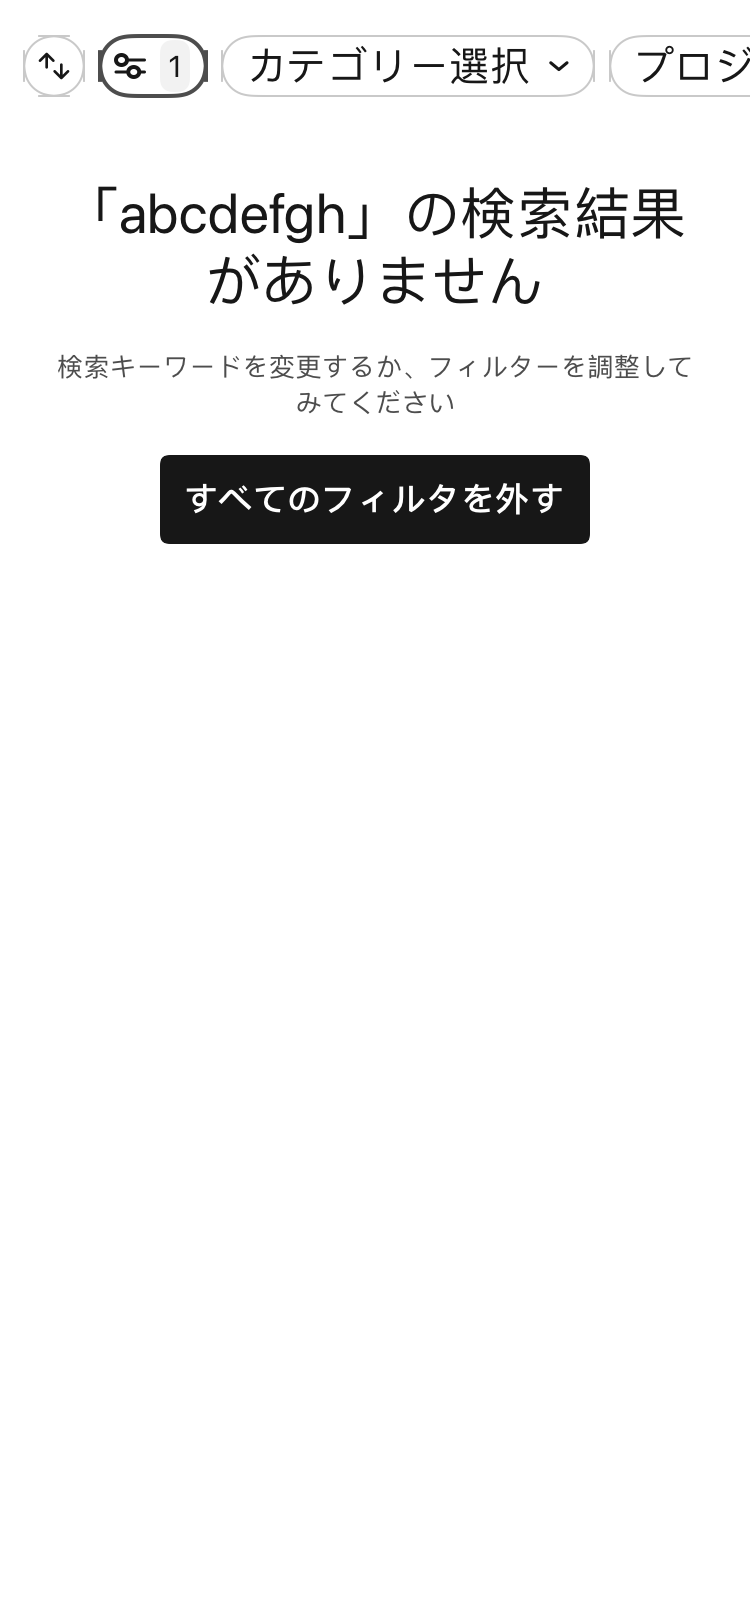 1
カテゴリー選択
プロジ
「abcdefgh」の検索結果
がありません
検索キーワードを変更するか、フィルターを調整して
みてください
すべてのフィルタを外す